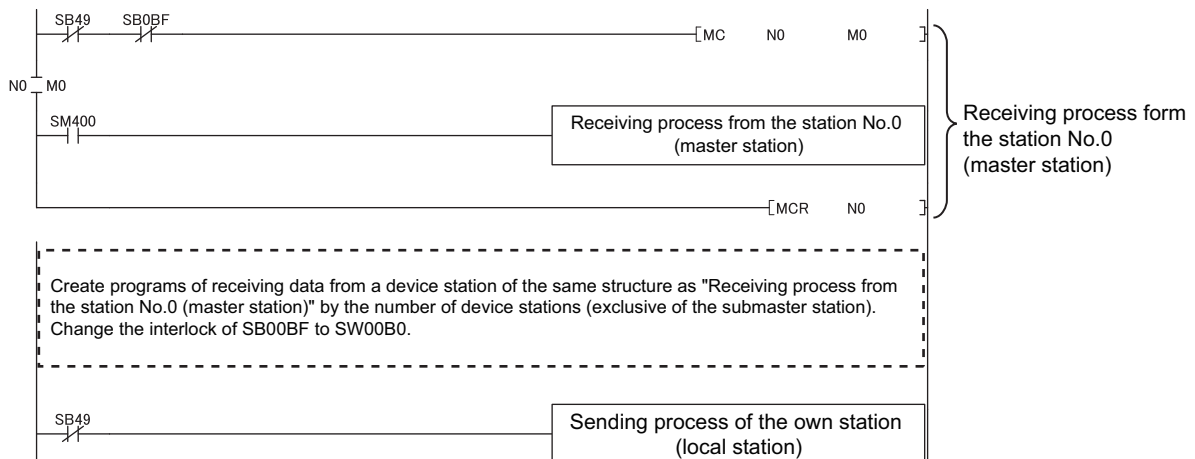 SB49 SB0BF
MC N0 M0
N0 M0
SM400
Receiving process from the station No.0
(master station)
MCR N0
Receiving process form
the station No.0
(master station)
Create programs of receiving data from a device station of the same structure as "Receiving process from
the station No.0 (master station)" by the number of device stations (exclusive of the submaster station).
Change the interlock of SB00BF to SW00B0.
SB49
Sending process of the own station
(local station)